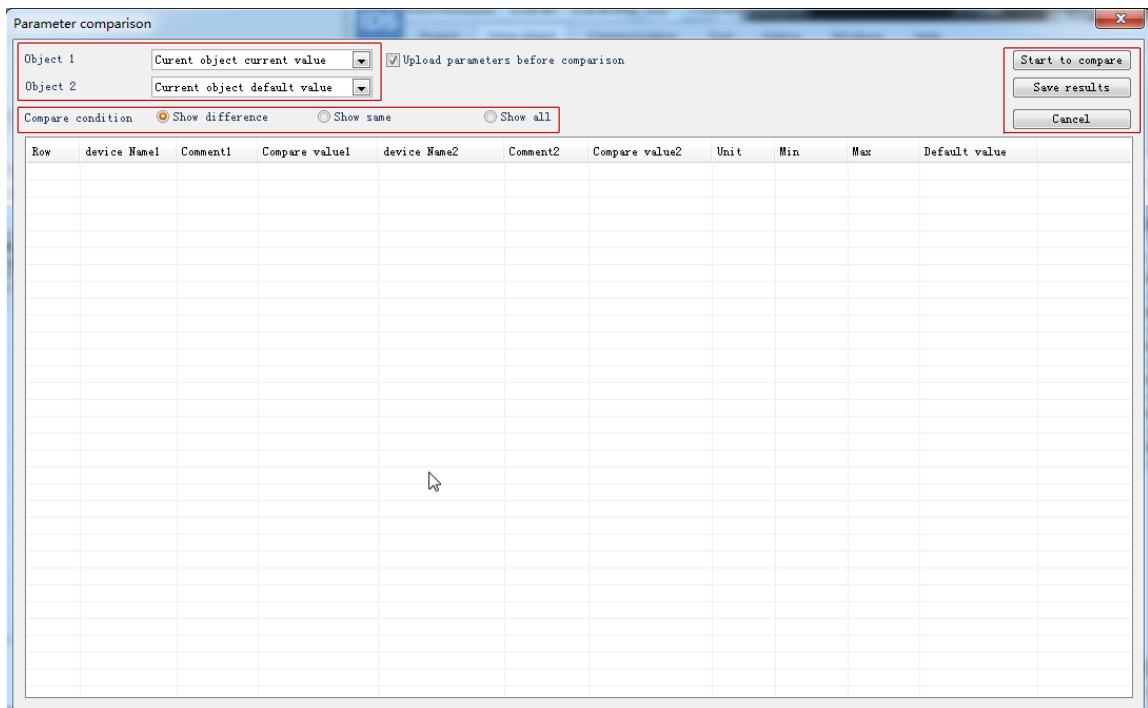 Parameter comparison
Object 1 Curent object current value Upload parameters before comparison Start to compare
Object 2 Current object default value Save results
Compare condition Show difference Show same Show all Cancel
Row device Name1 Comment1 Compare value1 device Name2 Comment2 Compare value2 Unit Min Max Default value